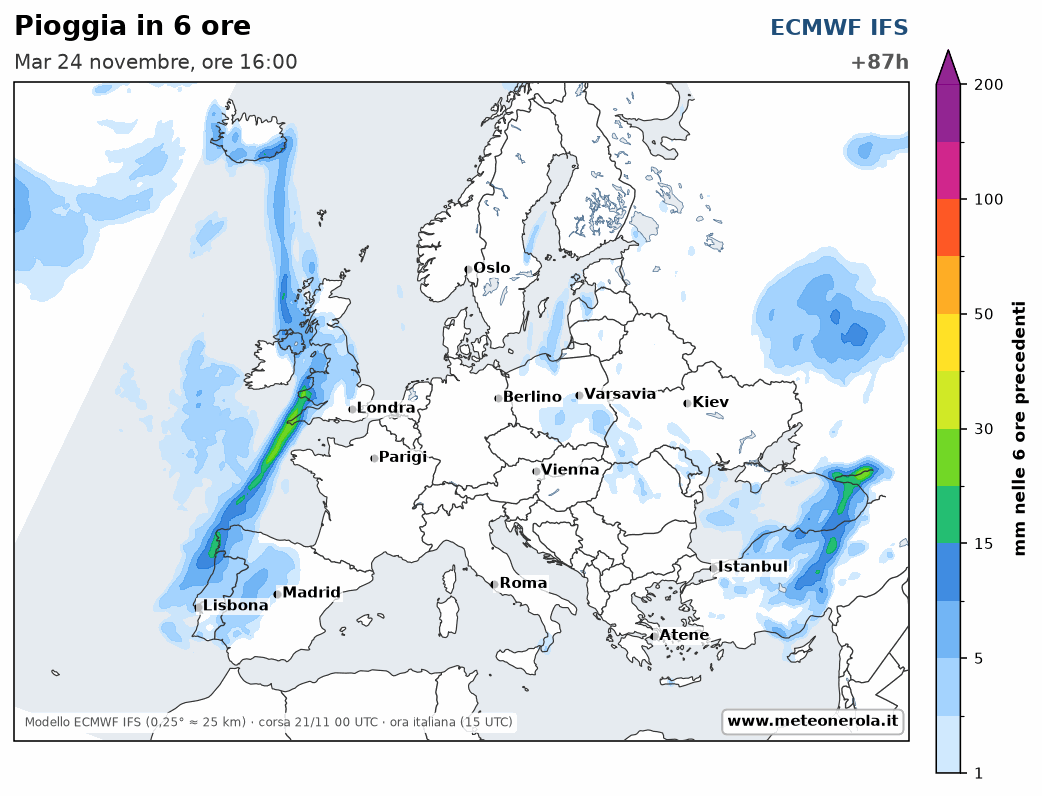 Pioggia in 6 ore
ECMWF IFS
Mar 24 novembre, ore 16:00
+87h
200
100
50
30
15
5
1
mm nelle 6 ore precedenti
Oslo
Berlino
Varsavia
Kiev
Londra
Parigi
Vienna
Istanbul
Roma
Madrid
Lisbona
Atene
Modello ECMWF IFS (0,25° ≈ 25 km) · corsa 21/11 00 UTC · ora italiana (15 UTC)
www.meteonerola.it